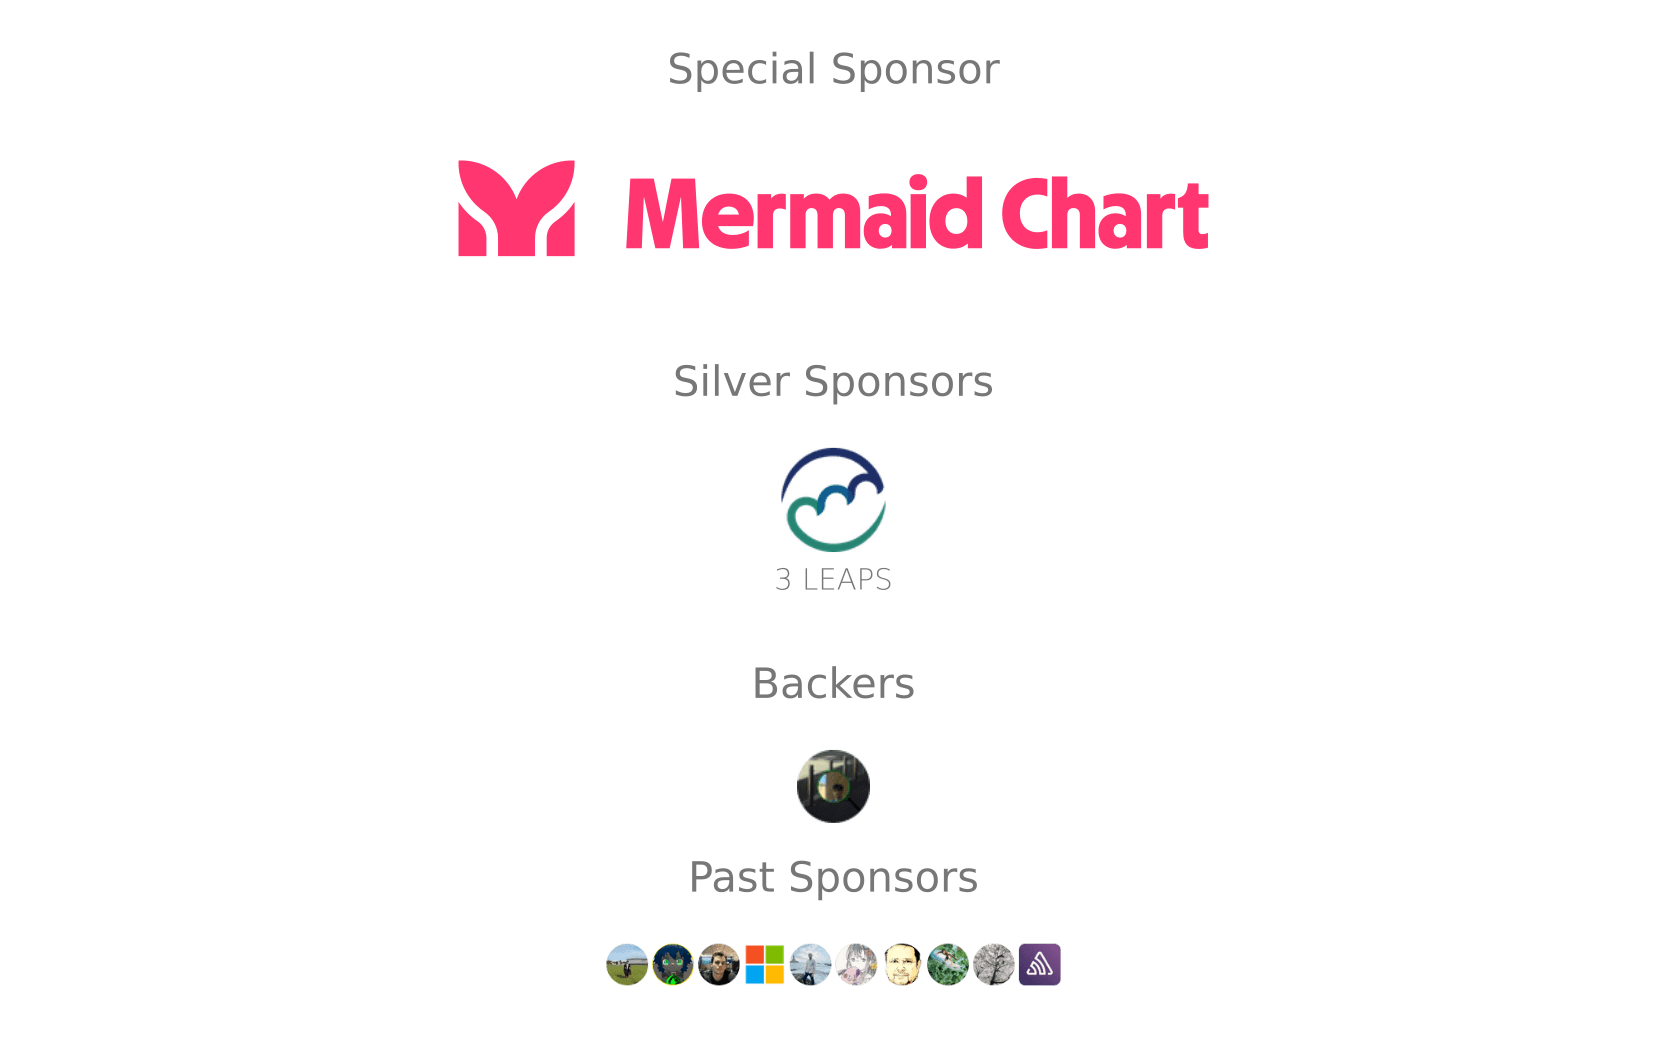 Special Sponsor
Mermaid Chart
Silver Sponsors
3 LEAPS
Backers
Past Sponsors